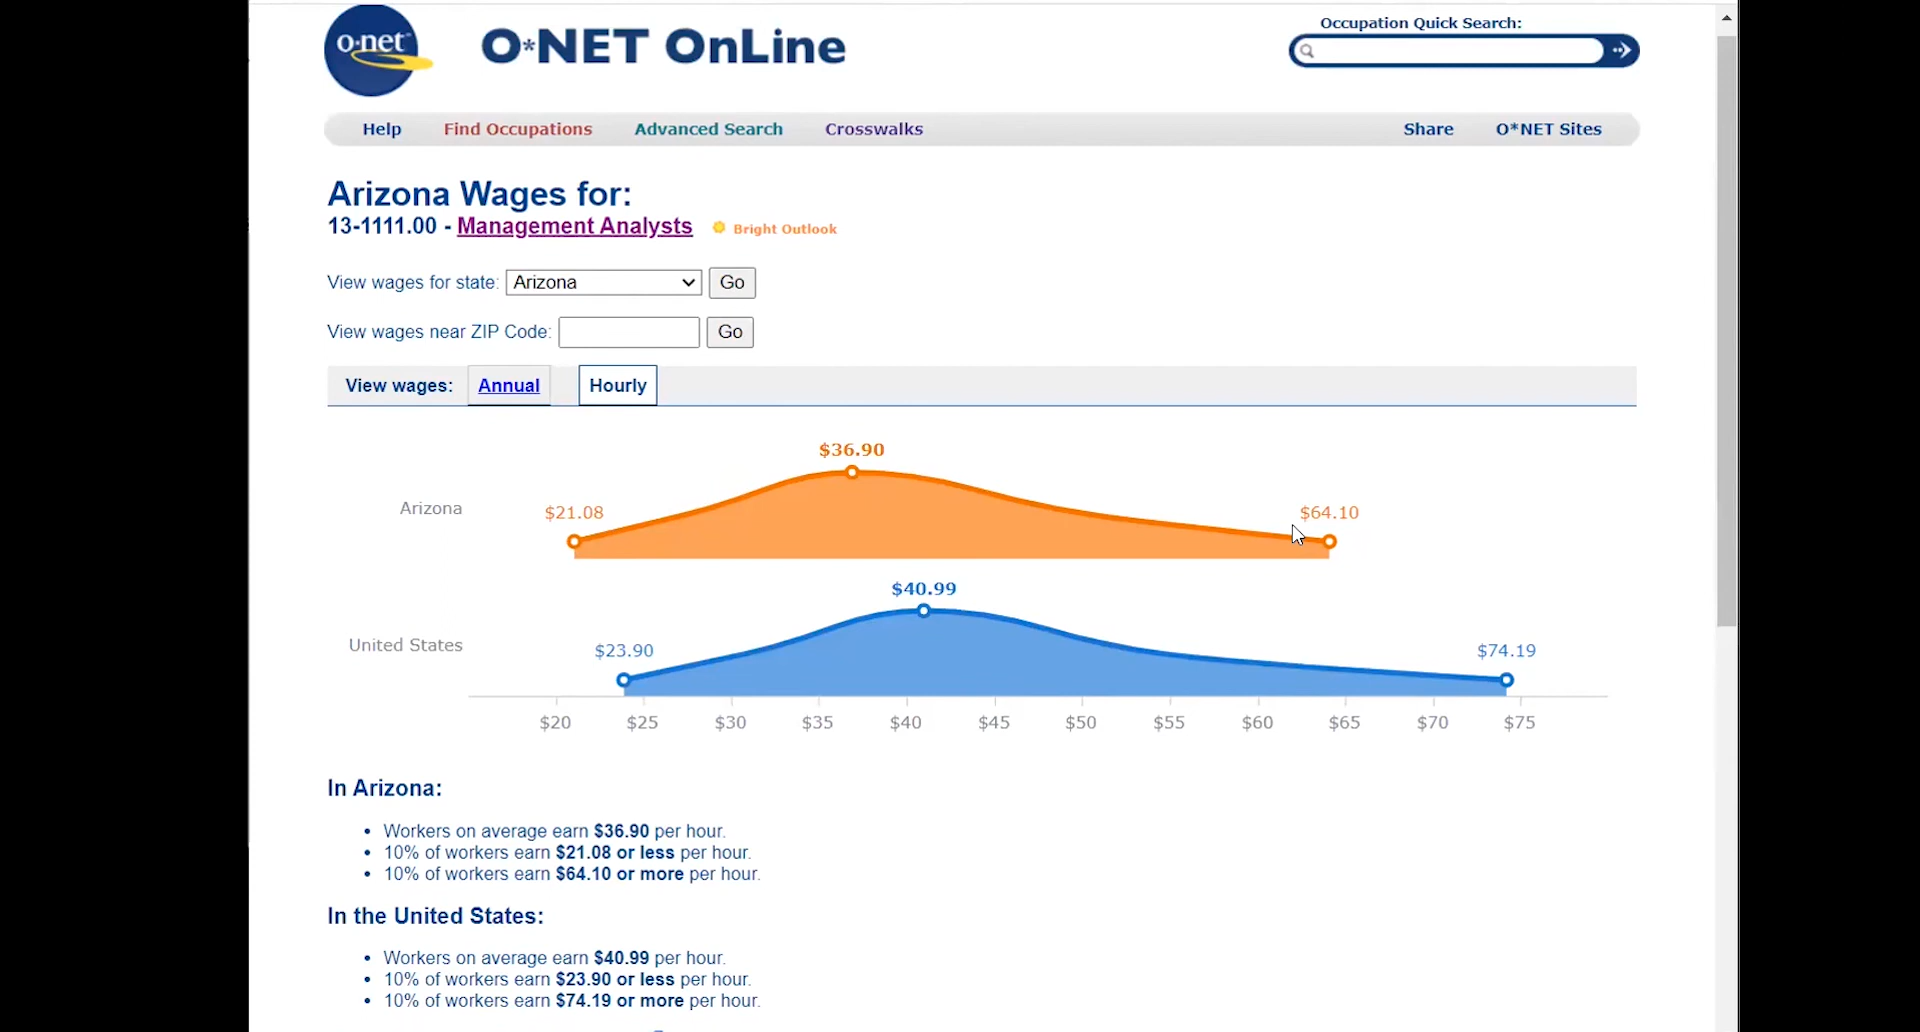 o·net™
O*NET OnLine
Occupation Quick Search:
Help Find Occupations Advanced Search Crosswalks Share O*NET Sites
Arizona Wages for:
13-1111.00 - Management Analysts Bright Outlook
View wages for state: Arizona Go
View wages near ZIP Code: Go
View wages: Annual Hourly
$36.90
Arizona $21.08 $64.10
$40.99
United States $23.90 $74.19
$20 $25 $30 $35 $40 $45 $50 $55 $60 $65 $70 $75
In Arizona:
• Workers on average earn $36.90 per hour.
• 10% of workers earn $21.08 or less per hour.
• 10% of workers earn $64.10 or more per hour.
In the United States:
• Workers on average earn $40.99 per hour.
• 10% of workers earn $23.90 or less per hour.
• 10% of workers earn $74.19 or more per hour.